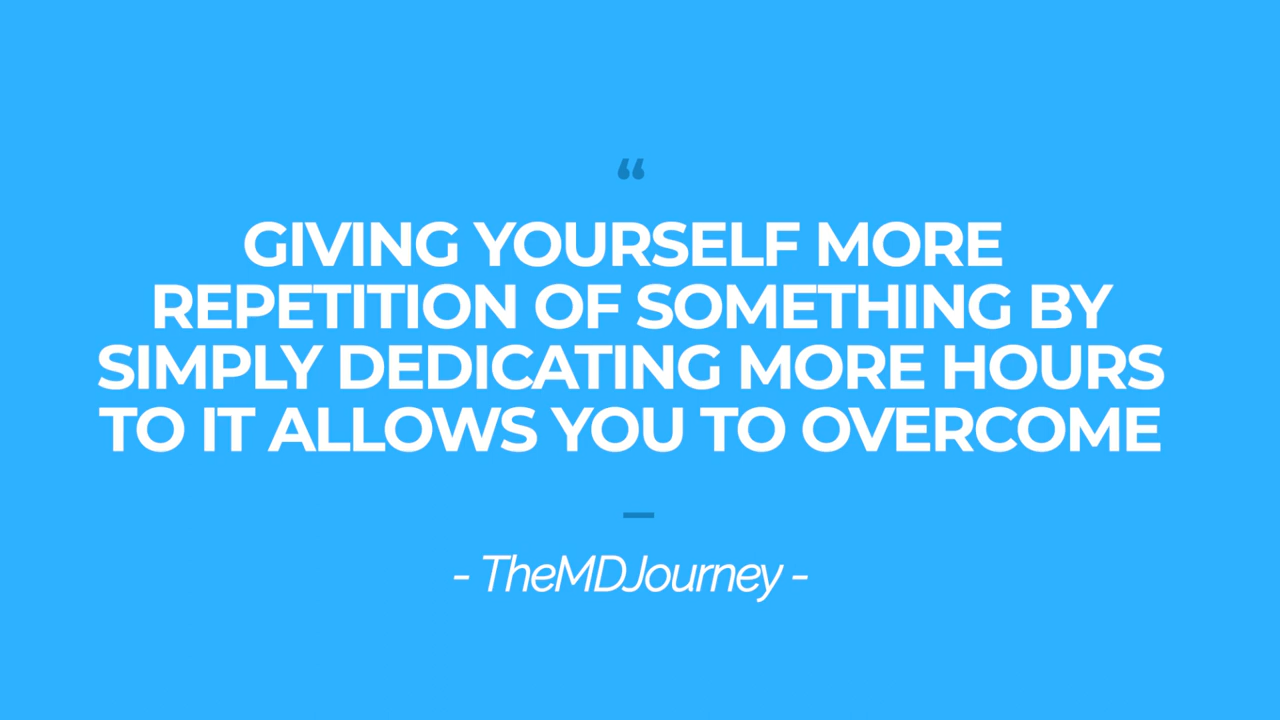 “
GIVING YOURSELF MORE
REPETITION OF SOMETHING BY
SIMPLY DEDICATING MORE HOURS
TO IT ALLOWS YOU TO OVERCOME
- TheMDJourney -